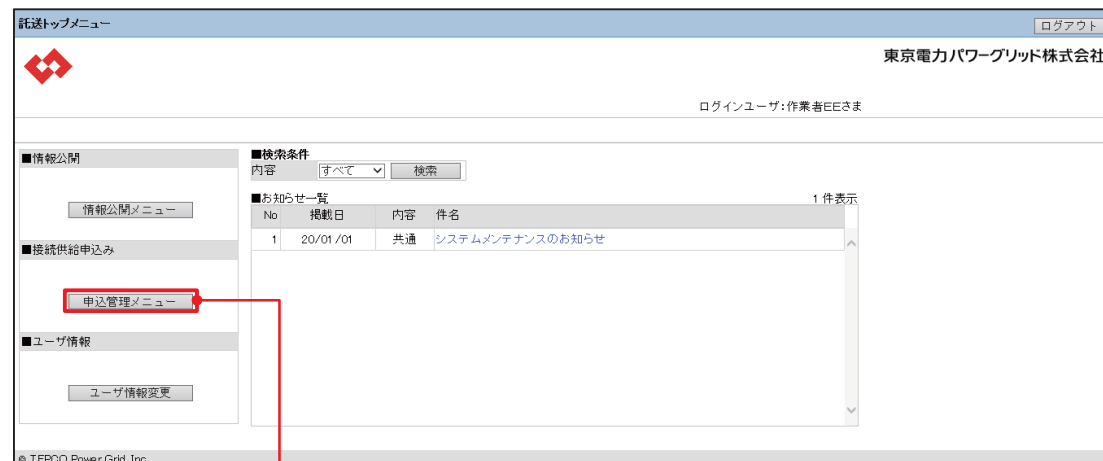 託送トップメニュー
ログアウト
東京電力パワーグリッド株式会社
ログインユーザ:作業者EEさま
■情報公開
情報公開メニュー
■接続供給申込み
申込管理メニュー
■ユーザ情報
ユーザ情報変更
■検索条件
内容 すべて 検索
■お知らせ一覧 1 件表示
No 掲載日 内容 件名
1 20/01/01 共通 システムメンテナンスのお知らせ
© TEPCO Power Grid, Inc.